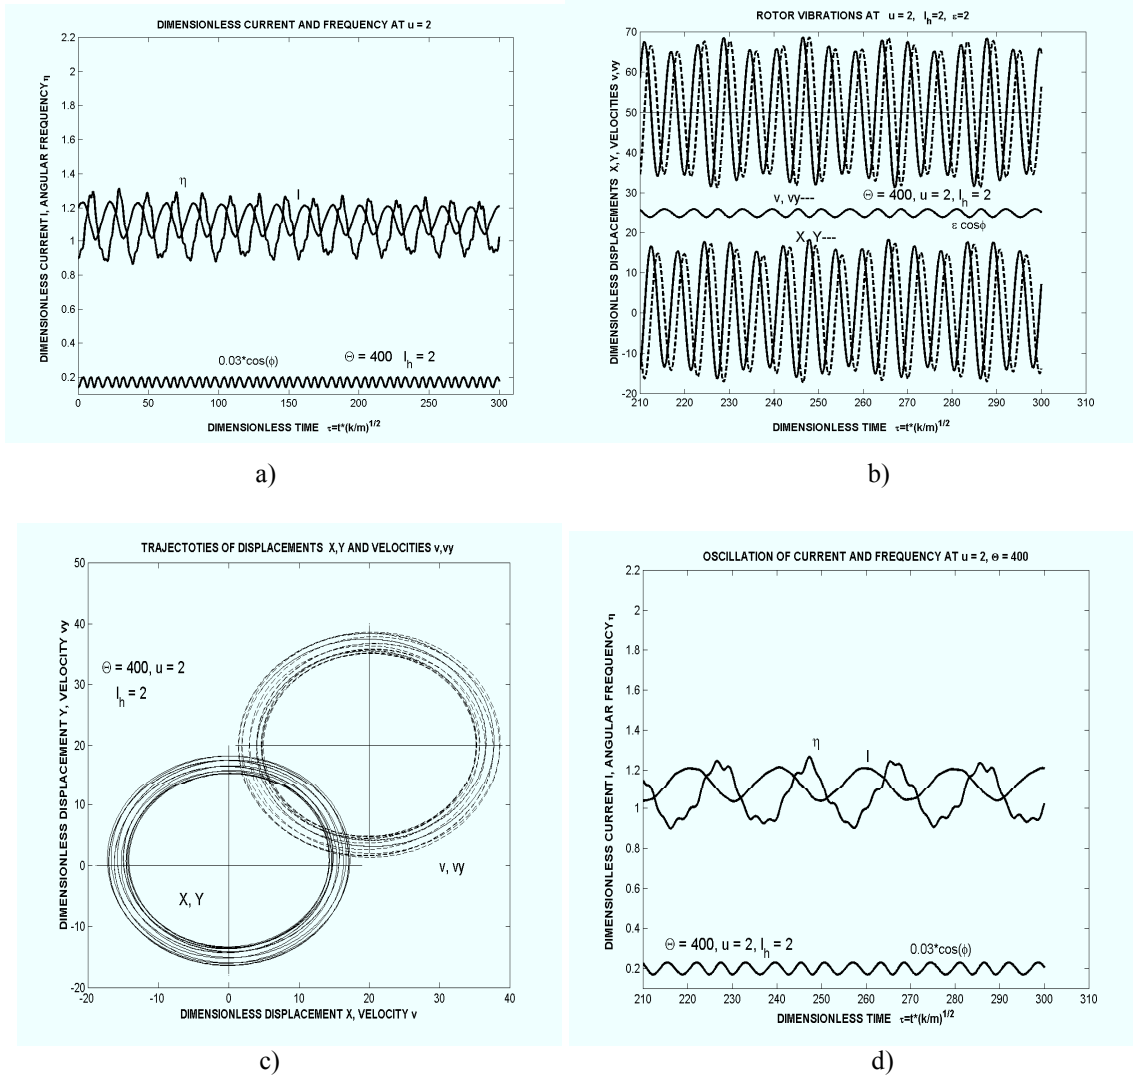 DIMENSIONLESS CURRENT AND FREQUENCY AT u = 2
DIMENSIONLESS CURRENT I, ANGULAR FREQUENCY η
2.2
2
1.8
1.6
1.4
1.2
1
0.8
0.6
0.4
0.2
η
I
0.03*cos(ϕ)
Θ = 400 I_h = 2
0 50 100 150 200 250 300 310
DIMENSIONLESS TIME τ=t*(k/m)^1/2
a)
ROTOR VIBRATIONS AT u = 2, I_h=2, ε=2
DIMENSIONLESS DISPLACEMENTS X,Y, VELOCITIES v,vy
70
60
50
40
30
20
10
0
-10
-20
v, vy---
Θ = 400, u = 2, I_h = 2
ε cosϕ
X, Y---
210 220 230 240 250 260 270 280 290 300 310
DIMENSIONLESS TIME τ=t*(k/m)^1/2
b)
TRAJECTOTIES OF DISPLACEMENTS X,Y AND VELOCITIES v,vy
DIMENSIONLESS DISPLACEMENT Y, VELOCITY vy
50
40
30
20
10
0
-10
-20
Θ = 400, u = 2
I_h = 2
v, vy
X, Y
-20 -10 0 10 20 30 40
DIMENSIONLESS DISPLACEMENT X, VELOCITY v
c)
OSCILLATION OF CURRENT AND FREQUENCY AT u = 2, Θ = 400
DIMENSIONLESS CURRENT I, ANGULAR FREQUENCY η
2.2
2
1.8
1.6
1.4
1.2
1
0.8
0.6
0.4
0.2
η
I
Θ = 400, u = 2, I_h = 2
0.03*cos(ϕ)
210 220 230 240 250 260 270 280 290 300 310
DIMENSIONLESS TIME τ=t*(k/m)^1/2
d)